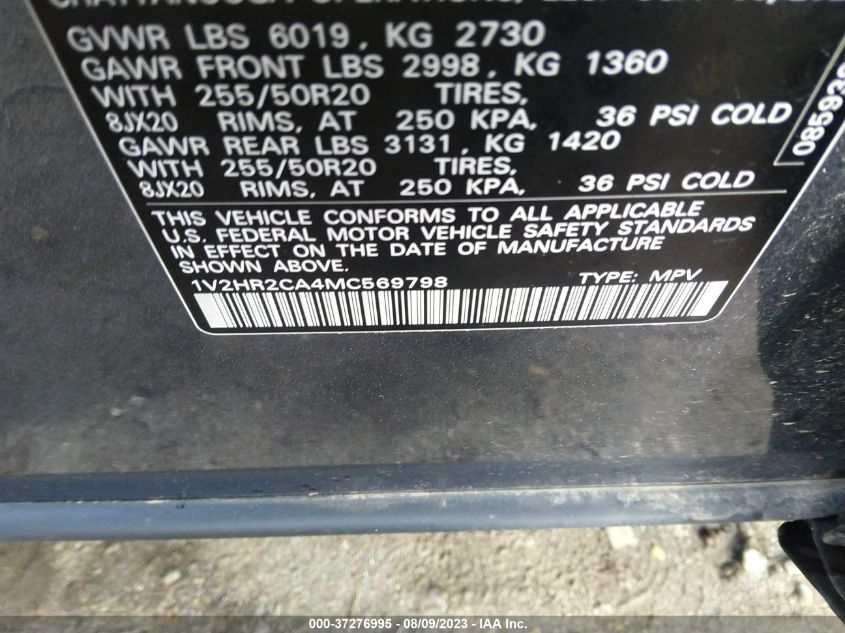 CHATTANOOGA OPERATIONS,
GVWR LBS 6019, KG 2730
GAWR FRONT LBS 2998, KG 1360
WITH 255/50R20 TIRES,
8JX20 RIMS, AT 250 KPA, 36 PSI COLD
GAWR REAR LBS 3131, KG 1420
WITH 255/50R20 TIRES,
8JX20 RIMS, AT 250 KPA, 36 PSI COLD
THIS VEHICLE CONFORMS TO ALL APPLICABLE
U.S. FEDERAL MOTOR VEHICLE SAFETY STANDARDS
IN EFFECT ON THE DATE OF MANUFACTURE
SHOWN ABOVE.
1V2HR2CA4MC569798 TYPE: MPV
000-37276995 - 08/09/2023 - IAA Inc.